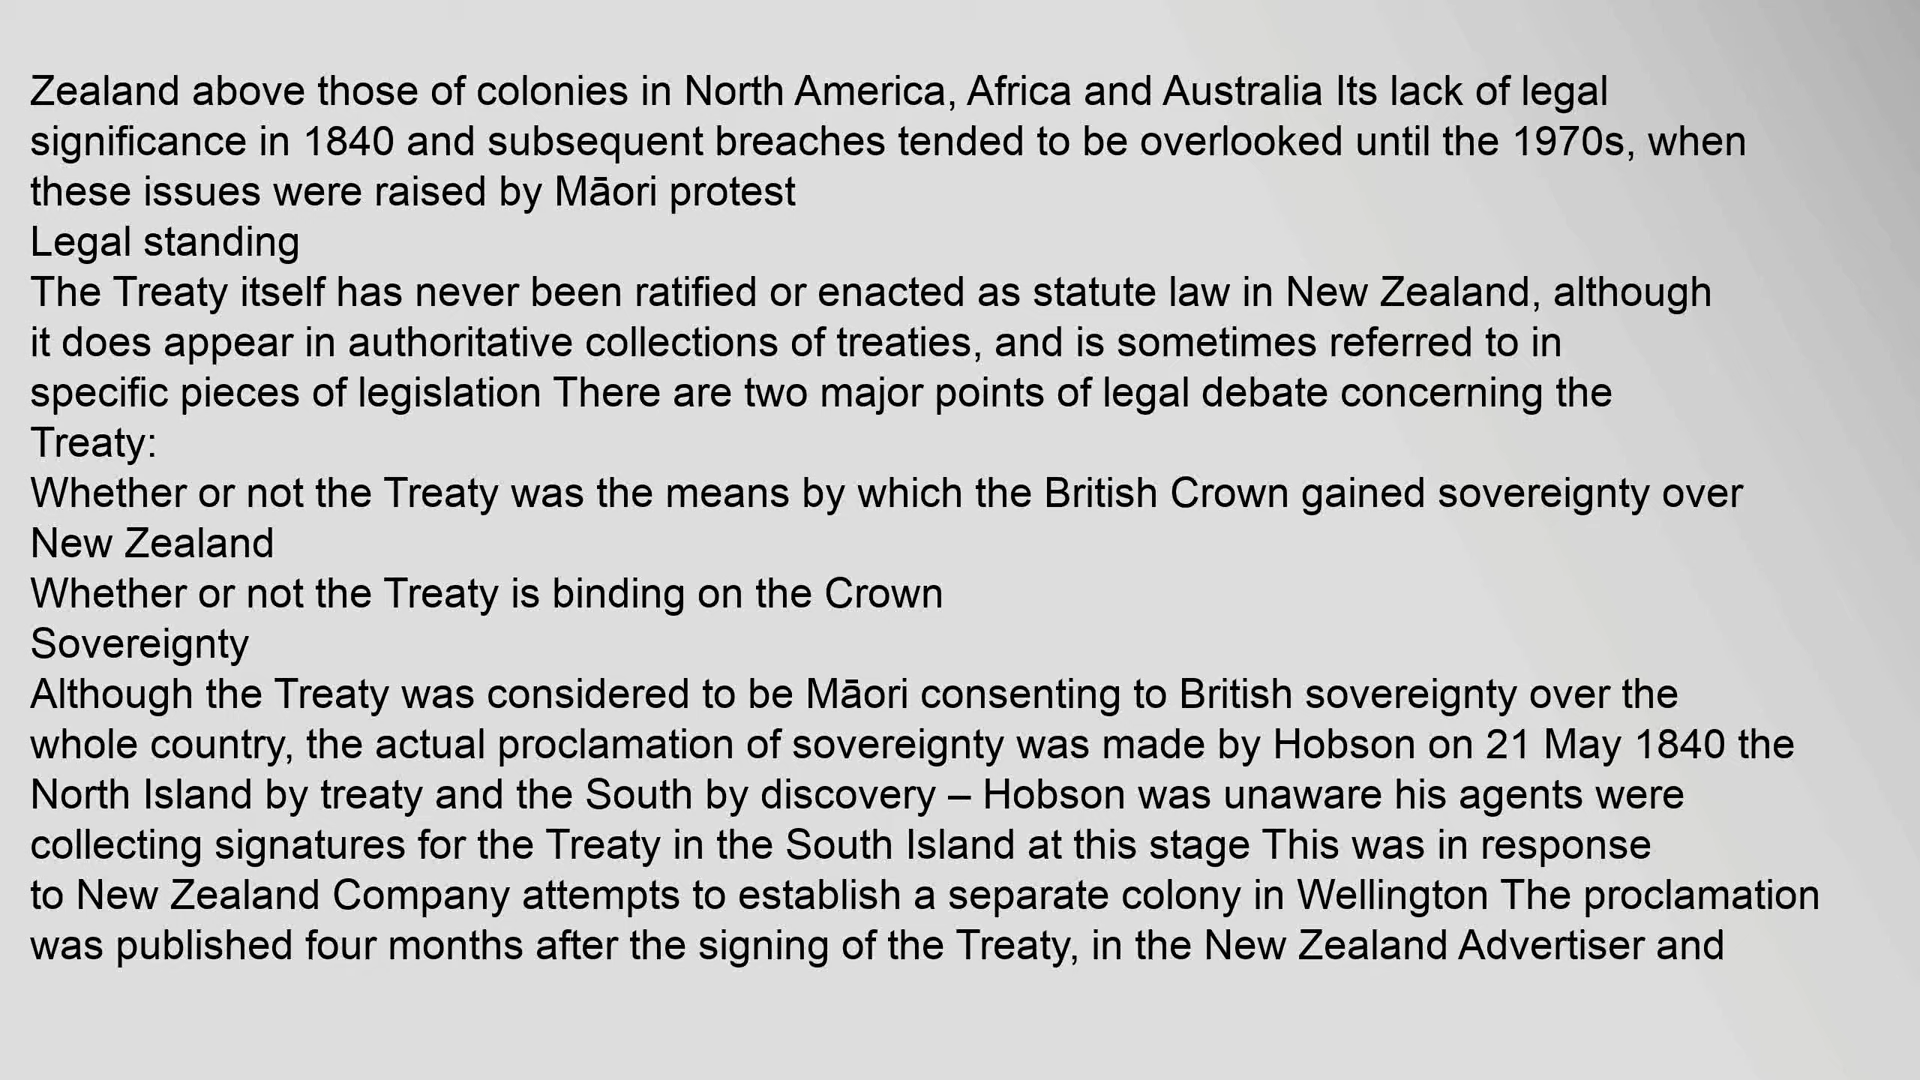 Zealand above those of colonies in North America, Africa and Australia Its lack of legal
significance in 1840 and subsequent breaches tended to be overlooked until the 1970s, when
these issues were raised by Māori protest
Legal standing
The Treaty itself has never been ratified or enacted as statute law in New Zealand, although
it does appear in authoritative collections of treaties, and is sometimes referred to in
specific pieces of legislation There are two major points of legal debate concerning the
Treaty:
Whether or not the Treaty was the means by which the British Crown gained sovereignty over
New Zealand
Whether or not the Treaty is binding on the Crown
Sovereignty
Although the Treaty was considered to be Māori consenting to British sovereignty over the
whole country, the actual proclamation of sovereignty was made by Hobson on 21 May 1840 the
North Island by treaty and the South by discovery – Hobson was unaware his agents were
collecting signatures for the Treaty in the South Island at this stage This was in response
to New Zealand Company attempts to establish a separate colony in Wellington The proclamation
was published four months after the signing of the Treaty, in the New Zealand Advertiser and